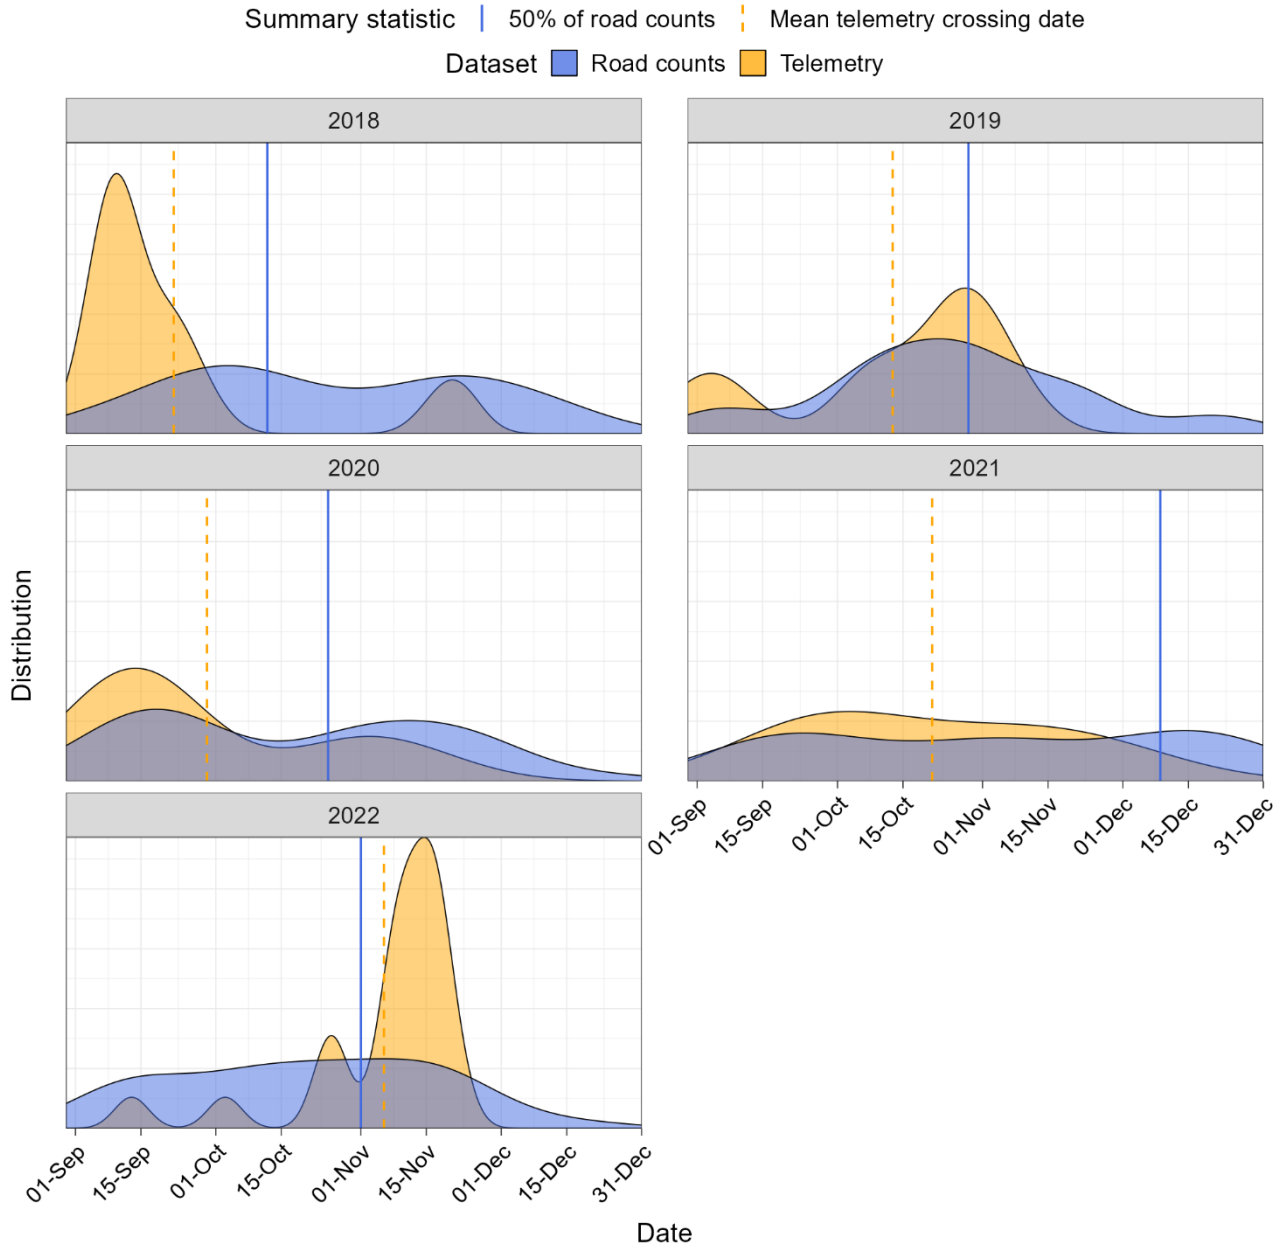 Summary statistic 50% of road counts Mean telemetry crossing date
Dataset Road counts Telemetry
2018 2019
2020 2021
Distribution
01-Sep 15-Sep 01-Oct 15-Oct 01-Nov 15-Nov 01-Dec 15-Dec 31-Dec
2022
01-Sep 15-Sep 01-Oct 15-Oct 01-Nov 15-Nov 01-Dec 15-Dec 31-Dec
Date